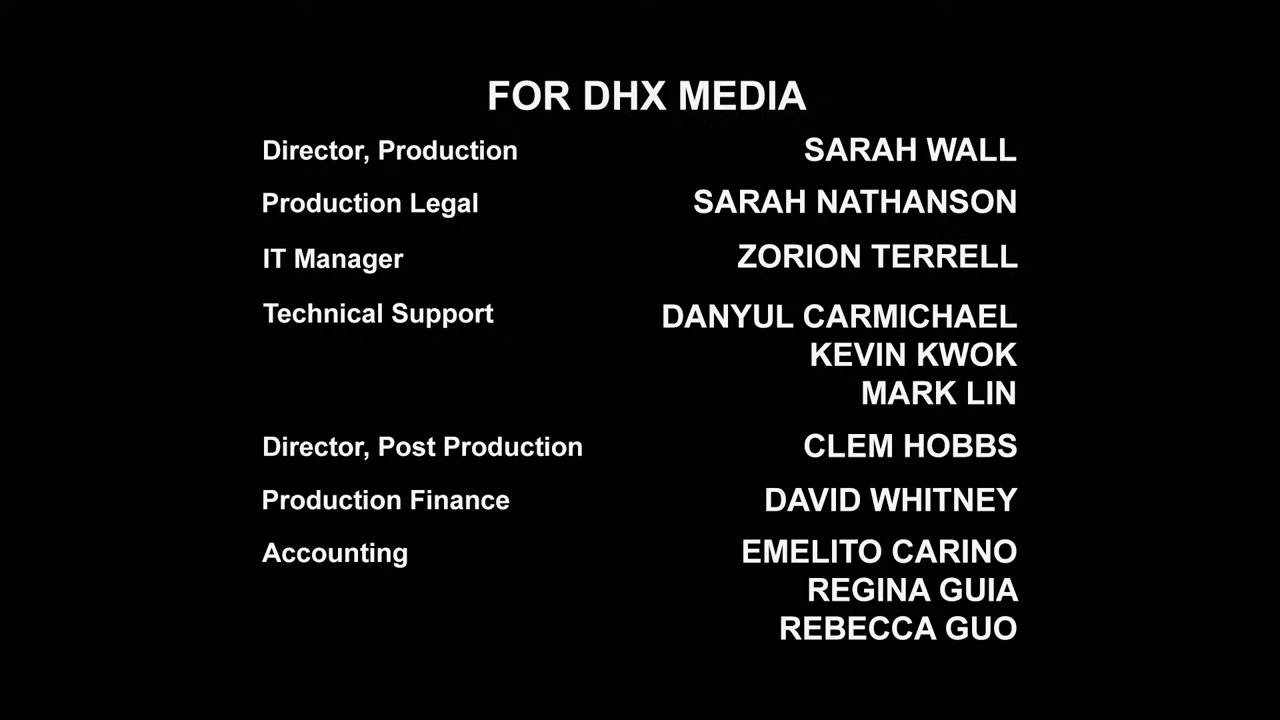 FOR DHX MEDIA
Director, Production SARAH WALL
Production Legal SARAH NATHANSON
IT Manager ZORION TERRELL
Technical Support DANYUL CARMICHAEL
KEVIN KWOK
MARK LIN
Director, Post Production CLEM HOBBS
Production Finance DAVID WHITNEY
Accounting EMELITO CARINO
REGINA GUIA
REBECCA GUO